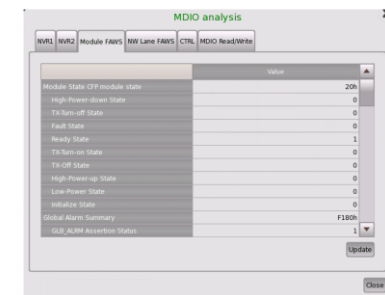 MDIO analysis
NVR1 NVR2 Module FAWS NW Lane FAWS CTRL MDIO Read/Write
Value
Module State CFP module state 20h
High-Power-down State 0
TX-Turn-off State 0
Fault State 0
Ready State 1
TX-Turn-on State 0
TX-Off State 0
High-Power-up State 0
Low-Power State 0
Initialize State 0
Global Alarm Summary F180h
GLB_ALRM Assertion Status 1
Update
Close